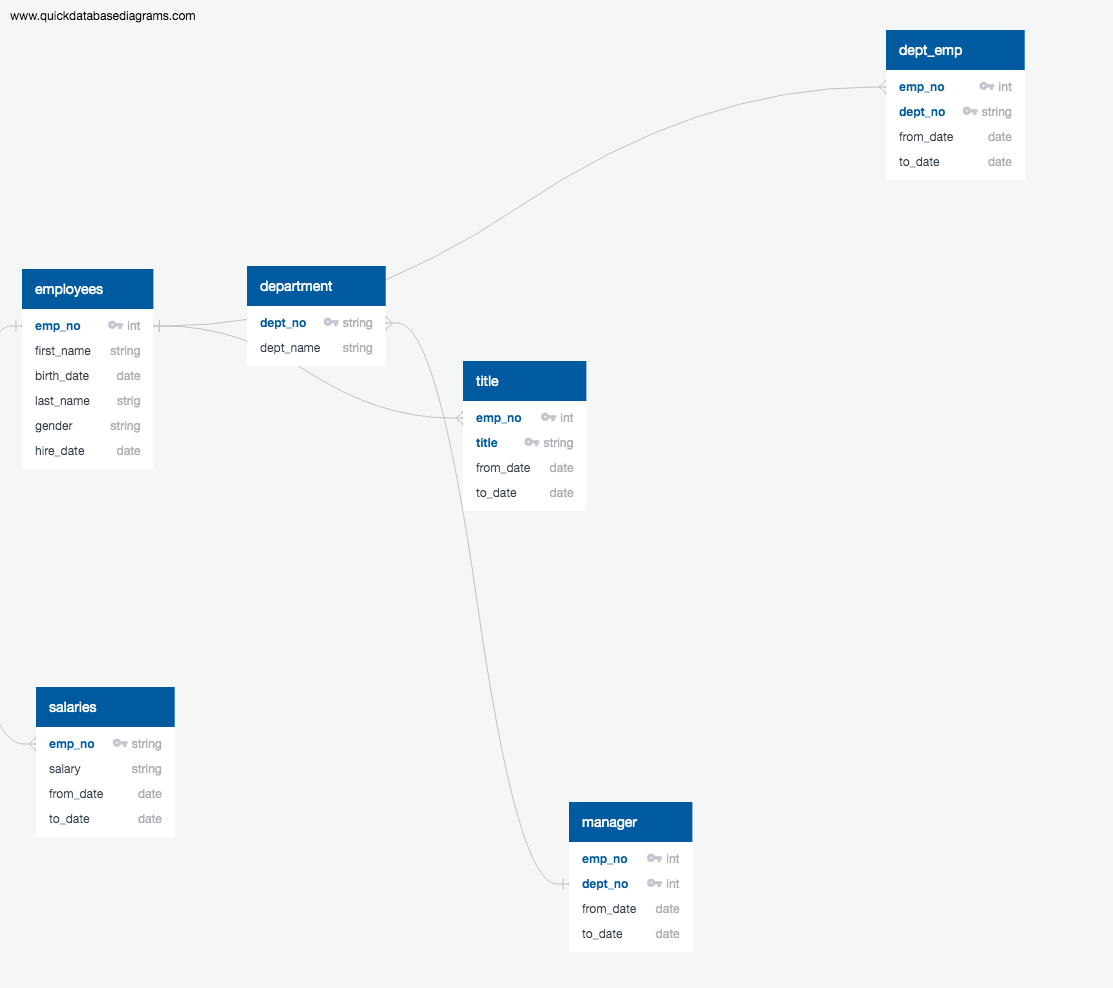 www.quickdatabasediagrams.com
dept_emp
emp_no int
dept_no string
from_date date
to_date date
employees
emp_no int
first_name string
birth_date date
last_name strig
gender string
hire_date date
department
dept_no string
dept_name string
title
emp_no int
title string
from_date date
to_date date
salaries
emp_no string
salary string
from_date date
to_date date
manager
emp_no int
dept_no int
from_date date
to_date date